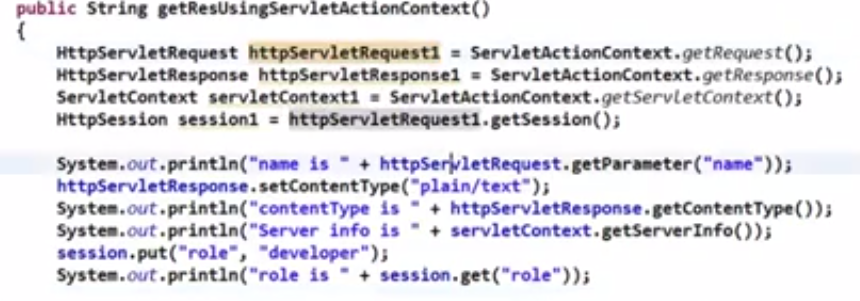 public String getResUsingServletActionContext()
{
HttpServletRequest httpServletRequest1 = ServletActionContext.getRequest();
HttpServletResponse httpServletResponse1 = ServletActionContext.getResponse();
ServletContext servletContext1 = ServletActionContext.getServletContext();
HttpSession session1 = httpServletRequest1.getSession();
System.out.println("name is " + httpServletRequest.getParameter("name"));
httpServletResponse.setContentType("plain/text");
System.out.println("contentType is " + httpServletResponse.getContentType());
System.out.println("Server info is " + servletContext.getServerInfo());
session.put("role", "developer");
System.out.println("role is " + session.get("role"));